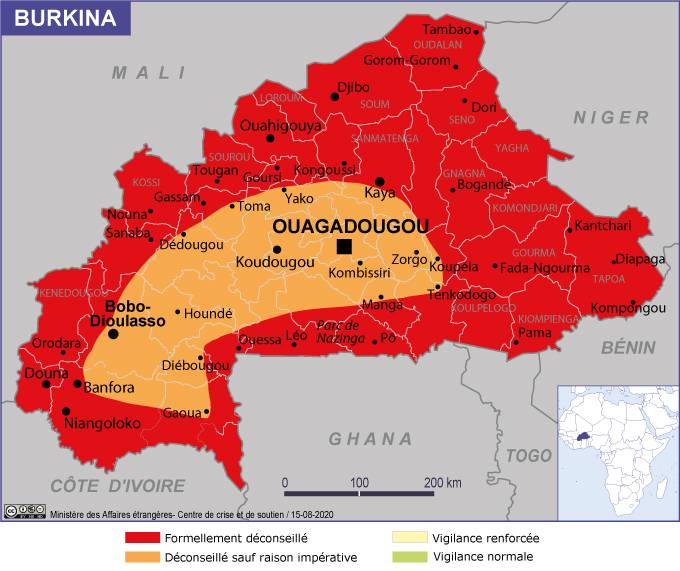 BURKINA
MALI
NIGER
BÉNIN
TOGO
GHANA
CÔTE D'IVOIRE
Tambao
OUDALAN
Gorom-Gorom
Djibo
LOROUM
SOUM
Dori
SENO
Ouahigouya
SANMATENGA
YAGHA
SOUROU
Kongoussi
Tougan
Goursi
GNAGNA
KOSSI
Kaya
Bogandé
Gassam
Yako
Toma
KOMONDJARI
Nouna
OUAGADOUGOU
Kantchari
Sanaba
Dédougou
Koudougou
Zorgo
Koupéla
GOURMA
Diapaga
Kombissiri
Fada-Ngourma
TAPOA
KENEDOUGOU
Tenkodogo
Manga
KOULPELOGO
Kompongou
Bobo-
Dioulasso
Houndé
KIOMPIENGA
Parc de
Nazinga
Ouessa
Léo
Pô
Pama
Orodara
Diébougou
Douna
Banfora
Gaoua
Niangoloko
0 100 200 km
Ministère des Affaires étrangères- Centre de crise et de soutien / 15-08-2020
Formellement déconseillé
Vigilance renforcée
Déconseillé sauf raison impérative
Vigilance normale